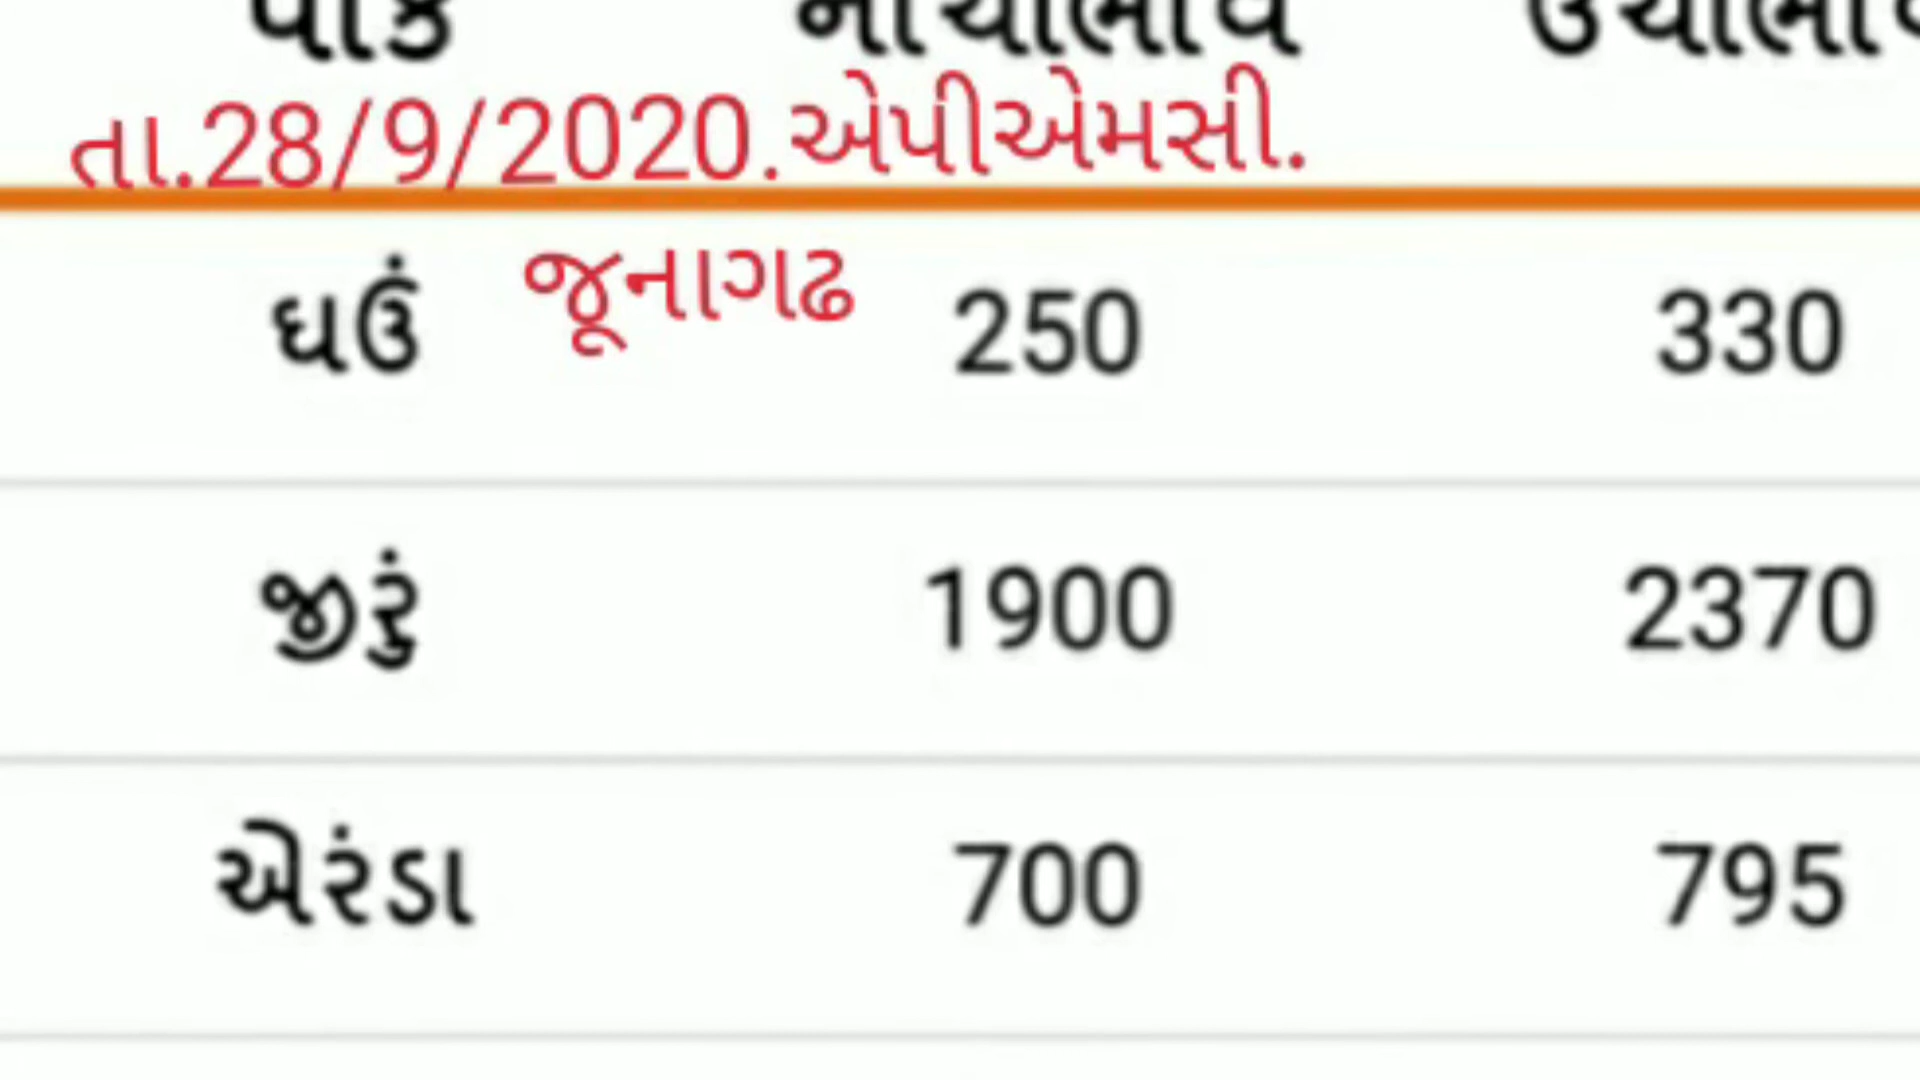 પાક નીચાભાવ
તા.28/9/2020.એપીએમસી.
જૂનાગઢ
ઘઉં 250 330
જીરું 1900 2370
એરંડા 700 795